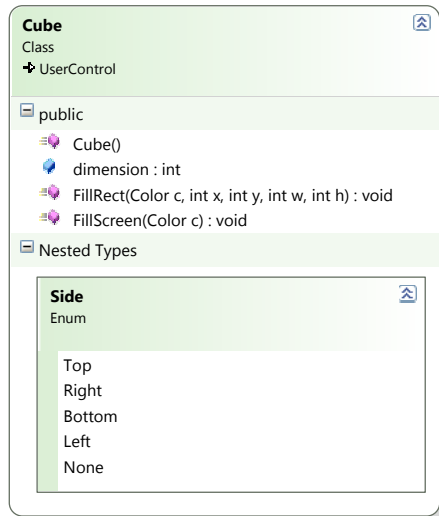 Cube
Class
UserControl
public
Cube()
dimension : int
FillRect(Color c, int x, int y, int w, int h) : void
FillScreen(Color c) : void
Nested Types
Side
Enum
Top
Right
Bottom
Left
None